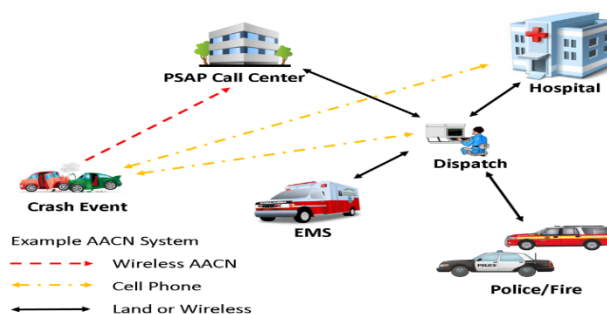 PSAP Call Center
Hospital
Dispatch
Crash Event
EMS
Example AACN System
Wireless AACN
Cell Phone
Land or Wireless
POLICE
Police/Fire